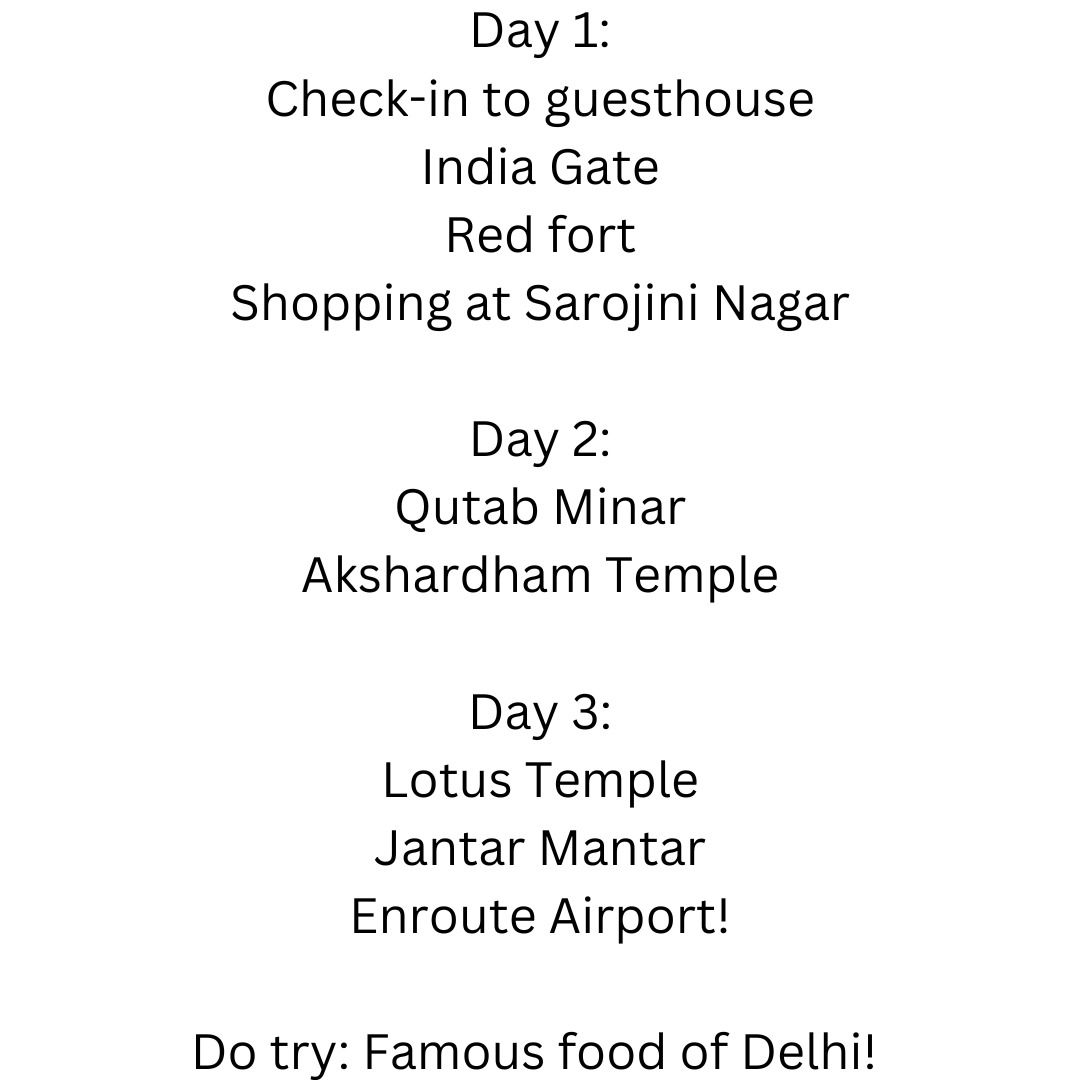 Day 1:
Check-in to guesthouse
India Gate
Red fort
Shopping at Sarojini Nagar
Day 2:
Qutab Minar
Akshardham Temple
Day 3:
Lotus Temple
Jantar Mantar
Enroute Airport!
Do try: Famous food of Delhi!